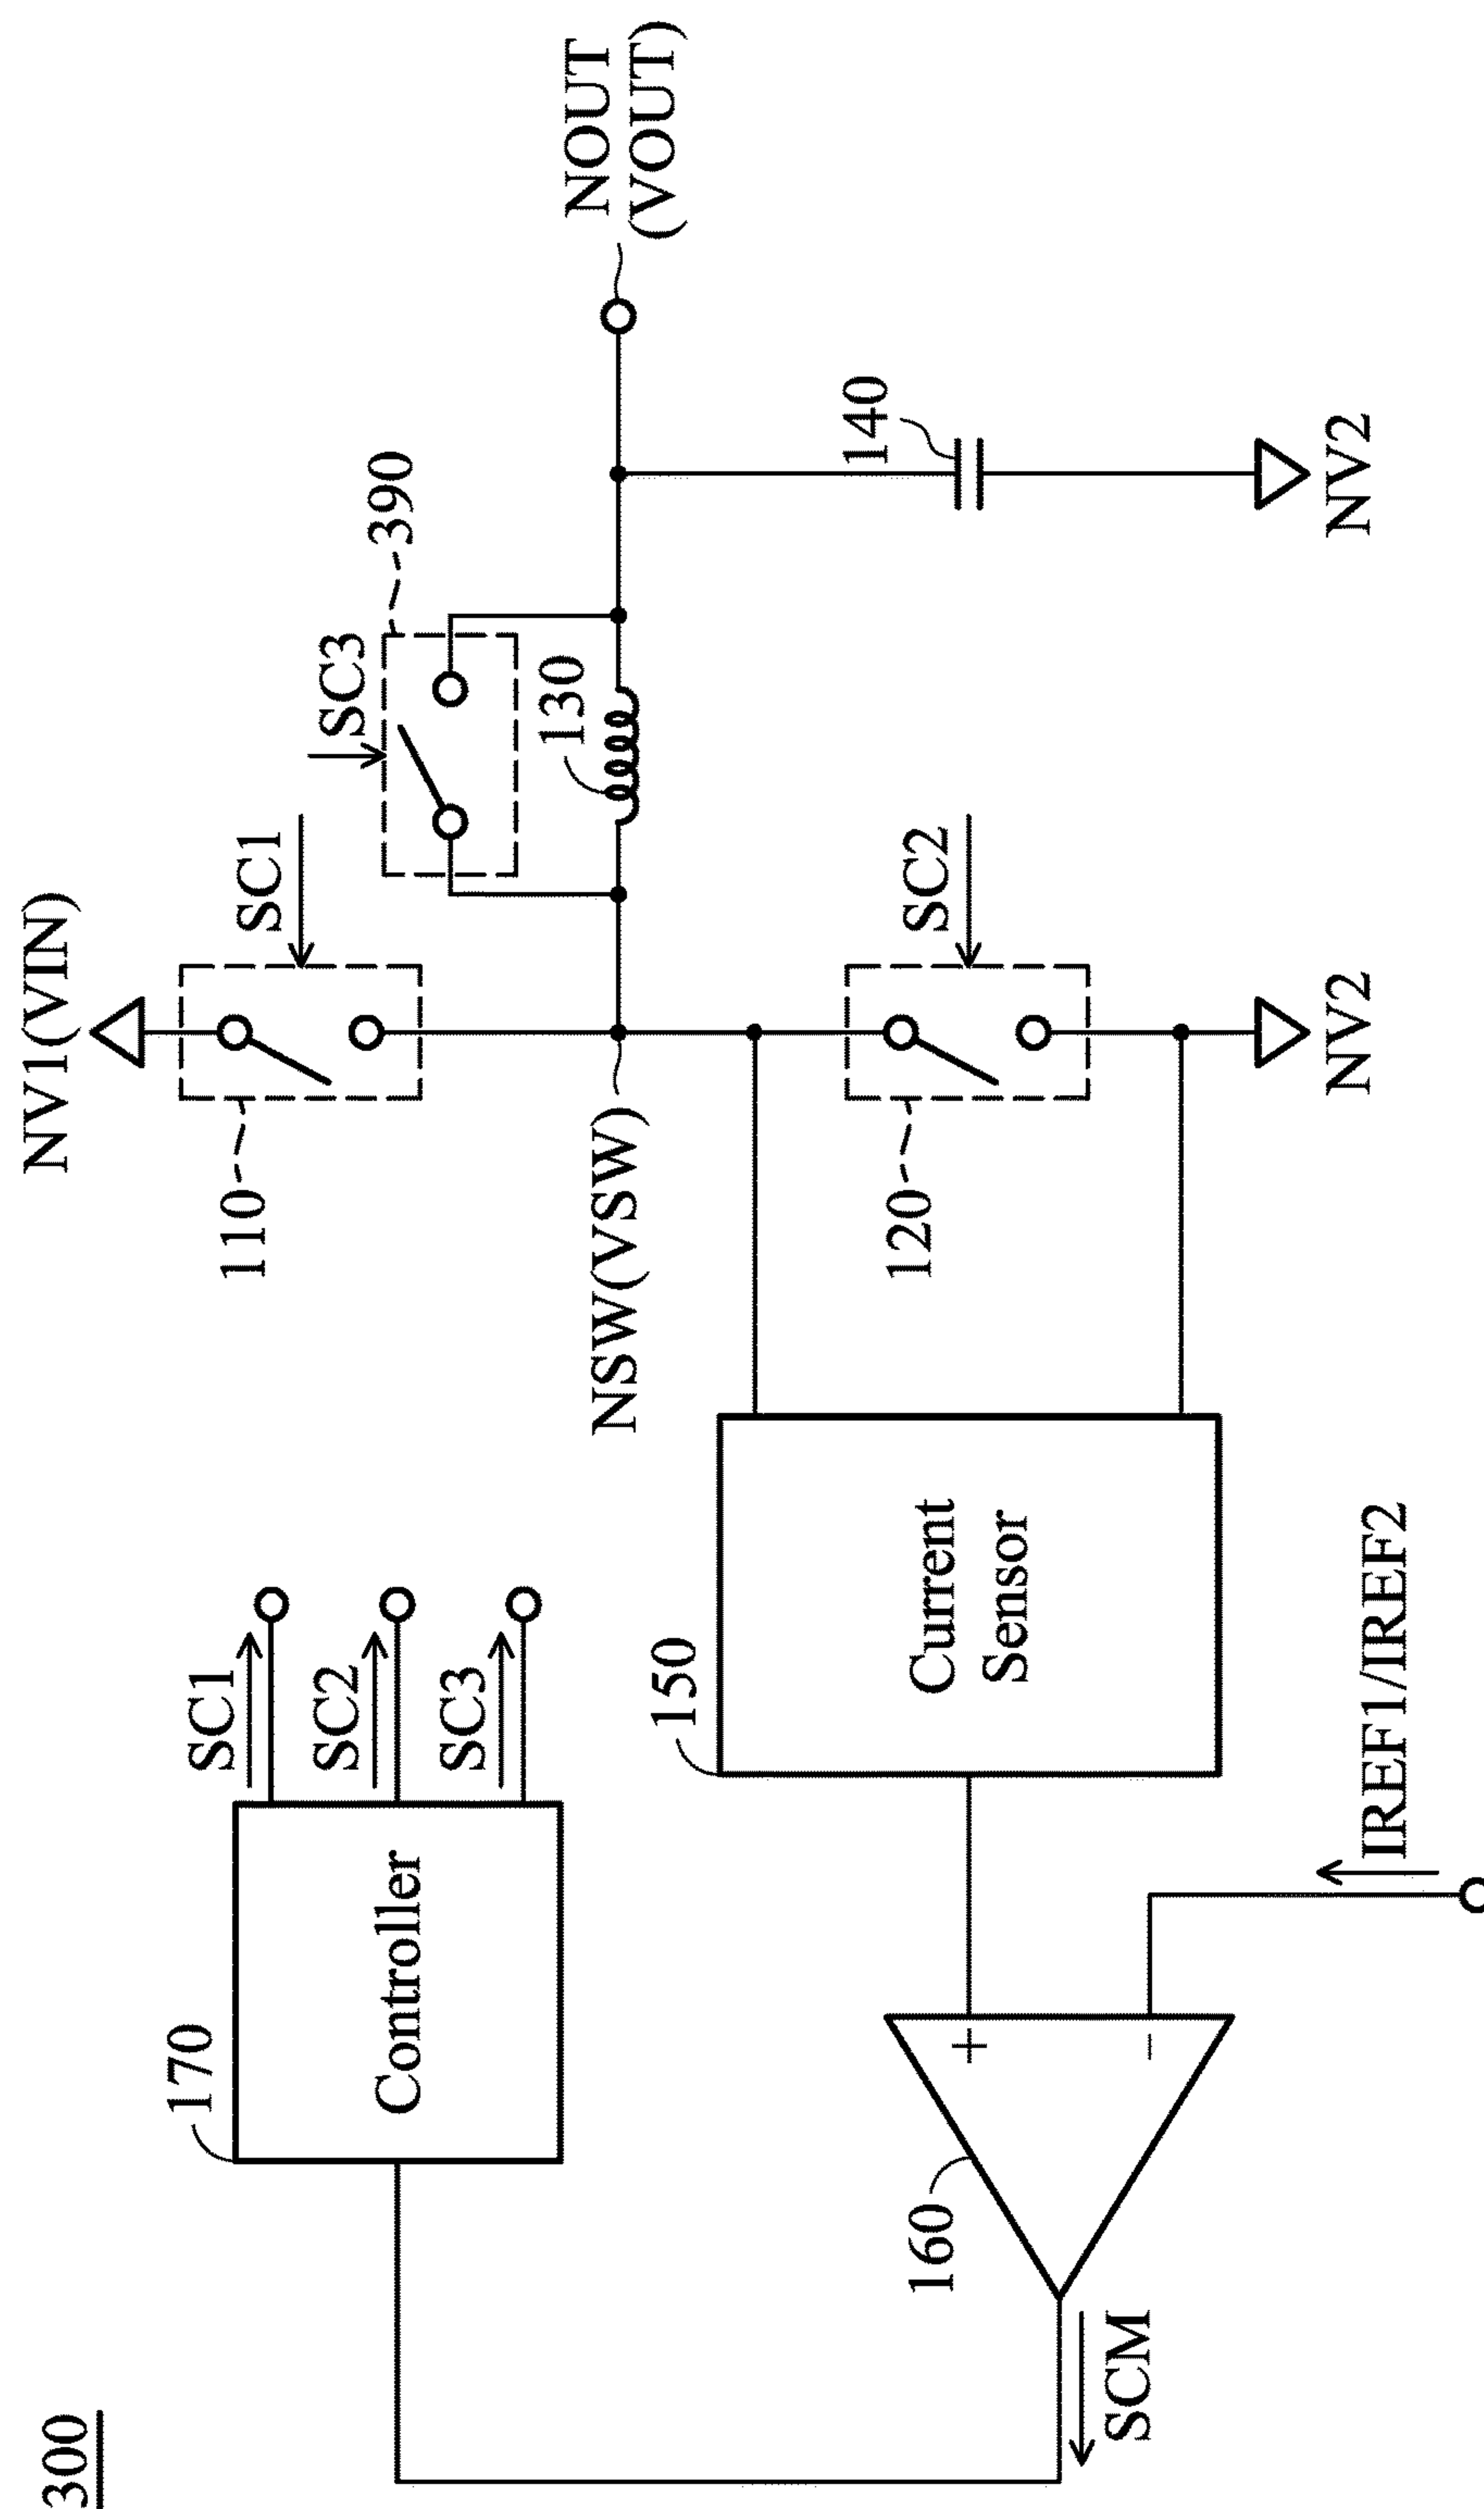 300
NV1(VIN)
170
Controller
SC1
SC2
SC3
110
SC1
SC3
390
130
NSW(VSW)
NOUT
(VOUT)
150
Current
Sensor
120
SC2
140
160
+
-
SCM
IREF1/IREF2
NV2
NV2